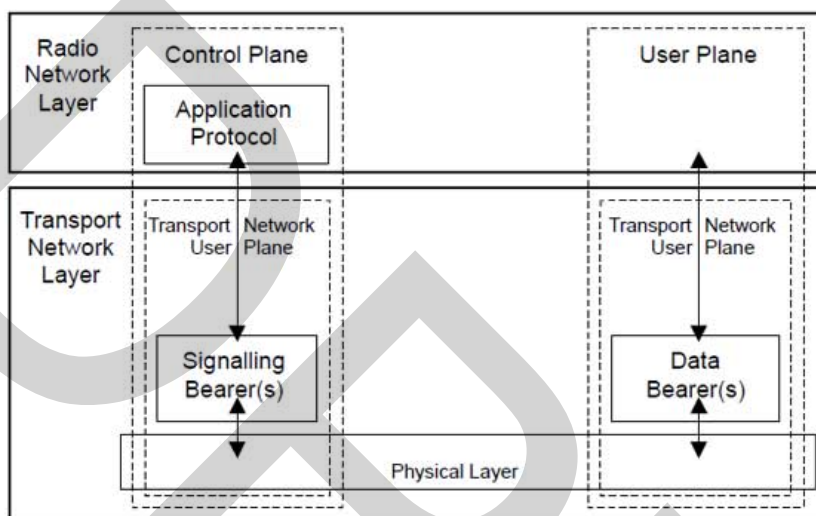 Radio
Network
Layer
Control Plane
User Plane
Application
Protocol
Transport
Network
Layer
Transport Network
User Plane
Transport Network
User Plane
Signalling
Bearer(s)
Data
Bearer(s)
Physical Layer